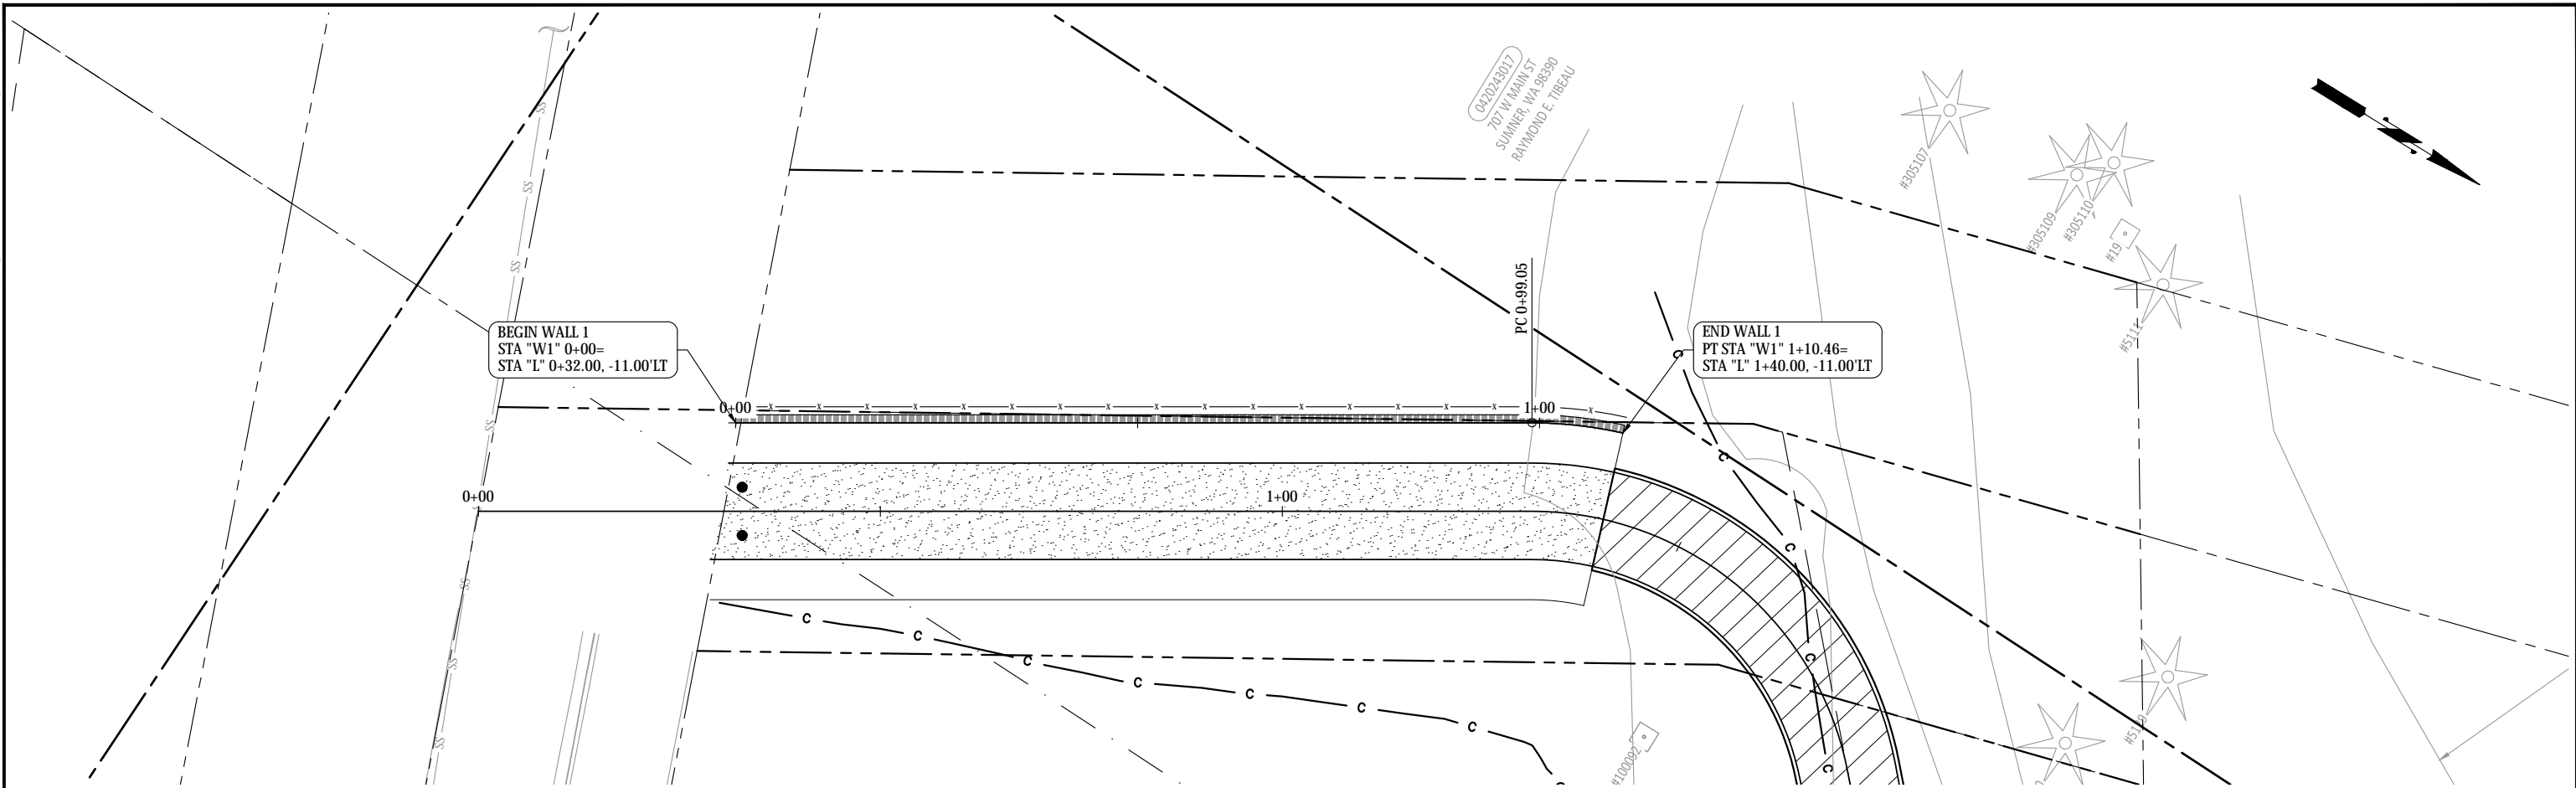 0420243017
707 W MAIN ST
SUMNER, WA 98390
RAYMOND E. TIBEAU
#305107
#305109
#305110
#19
#5111
PC 0+99.05
BEGIN WALL 1
STA "W1" 0+00=
STA "L" 0+32.00, -11.00'LT
END WALL 1
PT STA "W1" 1+10.46=
STA "L" 1+40.00, -11.00'LT
0+00
1+00
0+00
1+00
SS
SS
SS
SS
SS
SS
SS
x x x x x x x x x x x x x x x x x
C
C
C
C
C
C
C
C
C
C
C
C
#100092